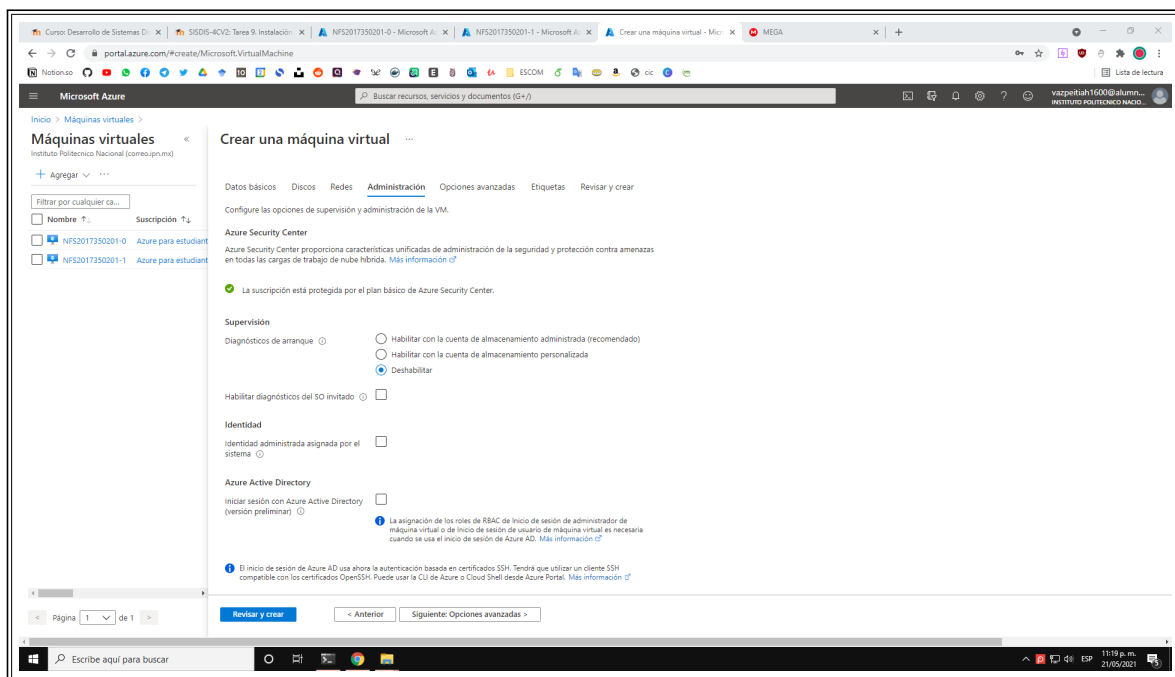 Curso: Desarrollo de Sistemas Di
SISDIS-4CV2: Tarea 9. Instalación
NFS2017350201-0 - Microsoft A
NFS2017350201-1 - Microsoft A
Crear una máquina virtual - Micr
MEGA
portal.azure.com/#create/Microsoft.VirtualMachine
Notion.so
ESCOM
cic
Lista de lectura
Microsoft Azure
Buscar recursos, servicios y documentos (G+/)
vazpeitiah1600@alumn...
INSTITUTO POLITECNICO NACIO...
Inicio > Máquinas virtuales >
Máquinas virtuales «
Instituto Politecnico Nacional (correo.ipn.mx)
+ Agregar ...
Filtrar por cualquier ca...
Nombre ↑↓ Suscripción ↑↓
NFS2017350201-0 Azure para estudiant
NFS2017350201-1 Azure para estudiant
< Página 1 de 1 >
Crear una máquina virtual ...
Datos básicos Discos Redes Administración Opciones avanzadas Etiquetas Revisar y crear
Configure las opciones de supervisión y administración de la VM.
Azure Security Center
Azure Security Center proporciona características unificadas de administración de la seguridad y protección contra amenazas
en todas las cargas de trabajo de nube híbrida. Más información
La suscripción está protegida por el plan básico de Azure Security Center.
Supervisión
Diagnósticos de arranque
Habilitar con la cuenta de almacenamiento administrada (recomendado)
Habilitar con la cuenta de almacenamiento personalizada
Deshabilitar
Habilitar diagnósticos del SO invitado
Identidad
Identidad administrada asignada por el
sistema
Azure Active Directory
Iniciar sesión con Azure Active Directory
(versión preliminar)
La asignación de los roles de RBAC de Inicio de sesión de administrador de
máquina virtual o de Inicio de sesión de usuario de máquina virtual es necesaria
cuando se usa el inicio de sesión de Azure AD. Más información
El inicio de sesión de Azure AD usa ahora la autenticación basada en certificados SSH. Tendrá que utilizar un cliente SSH
compatible con los certificados OpenSSH. Puede usar la CLI de Azure o Cloud Shell desde Azure Portal. Más información
Revisar y crear
< Anterior
Siguiente: Opciones avanzadas >
Escribe aquí para buscar
ESP
11:19 p. m.
21/05/2021